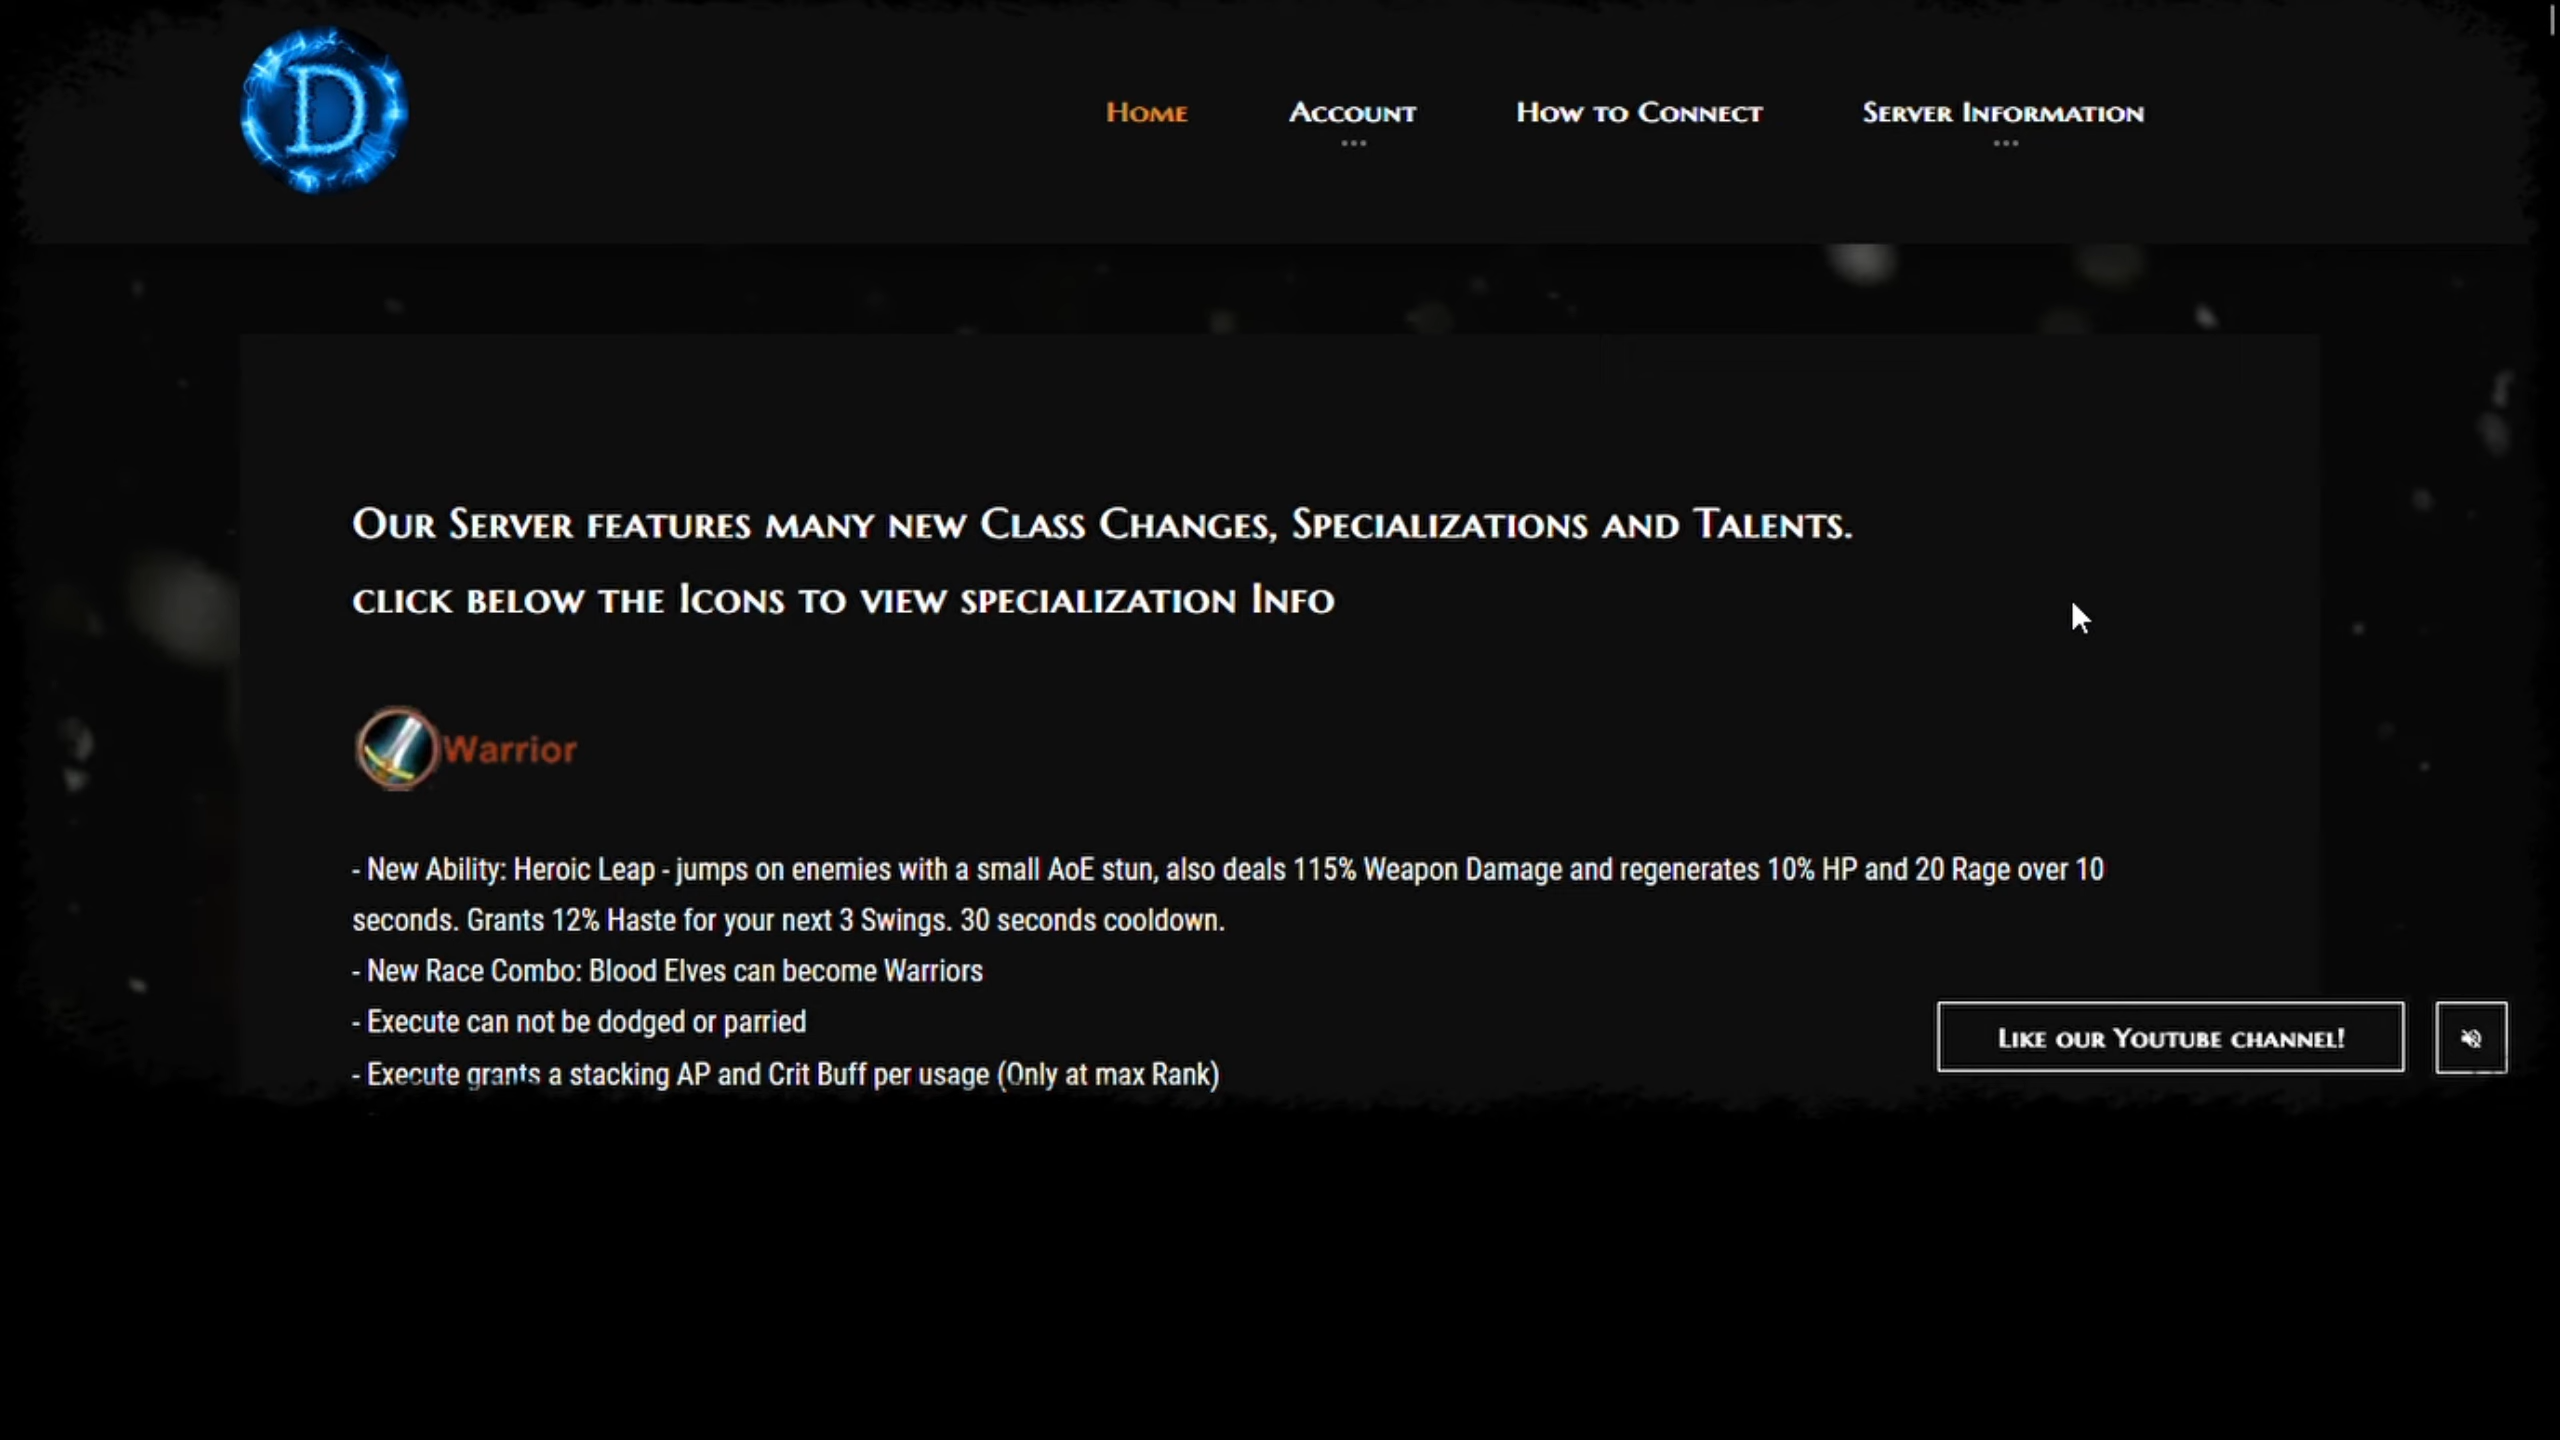 D
Home
Account
How to Connect
Server Information
Our Server features many new Class Changes, Specializations and Talents.
click below the Icons to view specialization Info
Warrior
- New Ability: Heroic Leap - jumps on enemies with a small AoE stun, also deals 115% Weapon Damage and regenerates 10% HP and 20 Rage over 10
seconds. Grants 12% Haste for your next 3 Swings. 30 seconds cooldown.
- New Race Combo: Blood Elves can become Warriors
- Execute can not be dodged or parried
- Execute grants a stacking AP and Crit Buff per usage (Only at max Rank)
Like our Youtube channel!